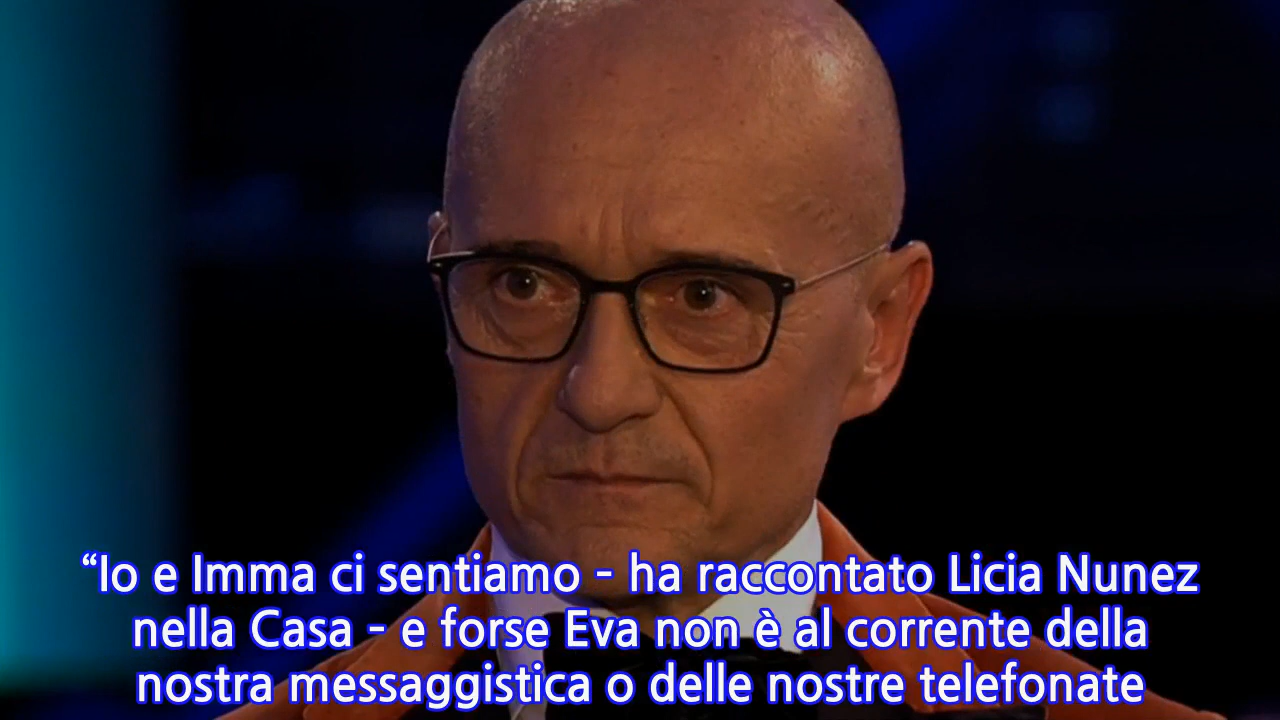 “Io e Imma ci sentiamo - ha raccontato Licia Nunez
nella Casa - e forse Eva non è al corrente della
nostra messaggistica o delle nostre telefonate